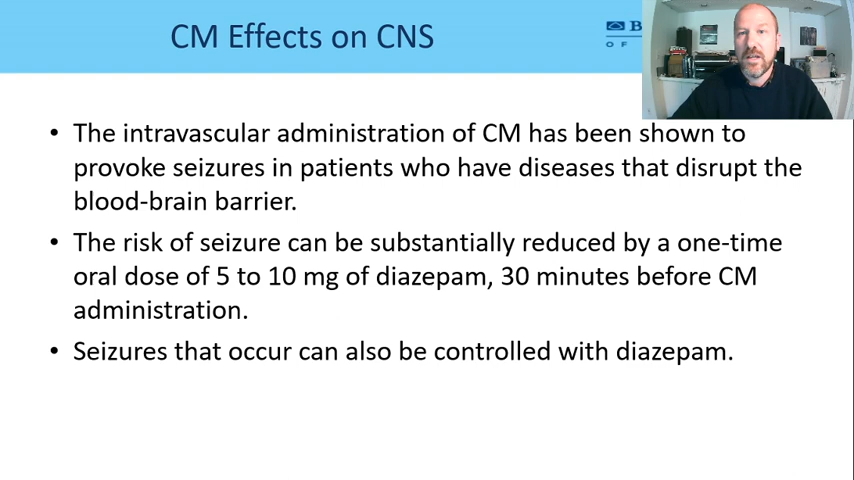 CM Effects on CNS
B
O F
• The intravascular administration of CM has been shown to
provoke seizures in patients who have diseases that disrupt the
blood-brain barrier.
• The risk of seizure can be substantially reduced by a one-time
oral dose of 5 to 10 mg of diazepam, 30 minutes before CM
administration.
• Seizures that occur can also be controlled with diazepam.